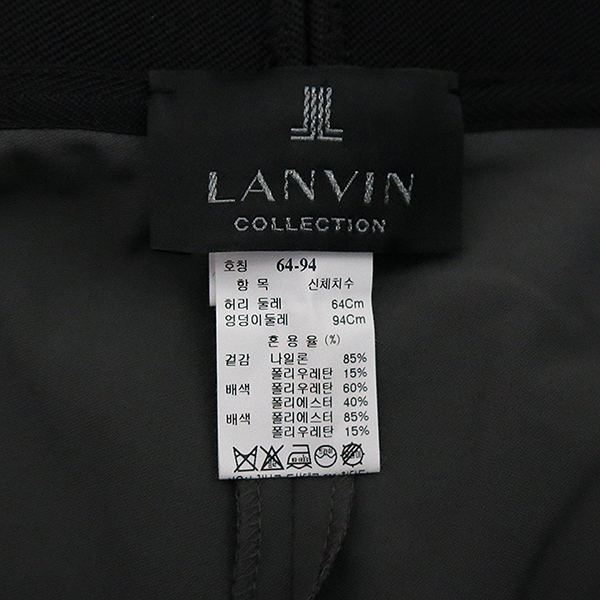 LANVIN
COLLECTION
호칭 64-94
항 목 신체치수
허리 둘레 64Cm
엉덩이둘레 94Cm
혼 용 율 (%)
겉감 나일론 85%
폴리우레탄 15%
배색 폴리우레탄 60%
폴리에스터 40%
배색 폴리에스터 85%
폴리우레탄 15%